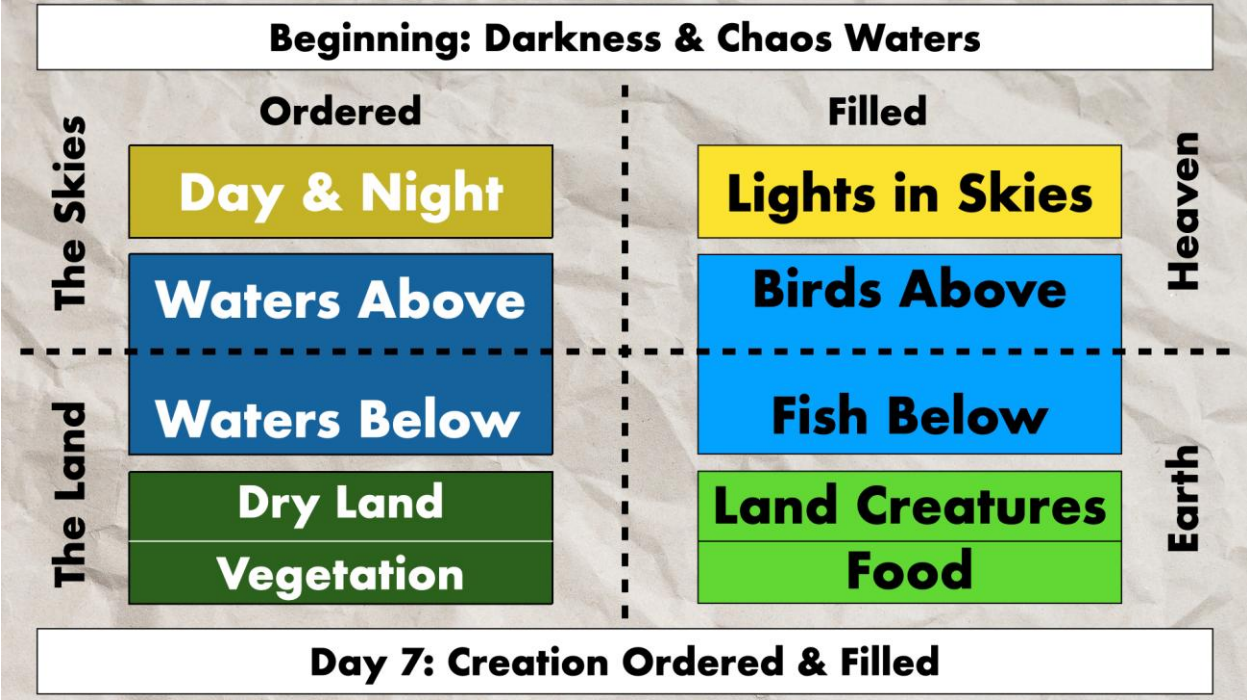 Beginning: Darkness & Chaos Waters
Ordered
Filled
The Skies
Day & Night
Lights in Skies
Heaven
Waters Above
Birds Above
The Land
Waters Below
Fish Below
Earth
Dry Land
Land Creatures
Vegetation
Food
Day 7: Creation Ordered & Filled